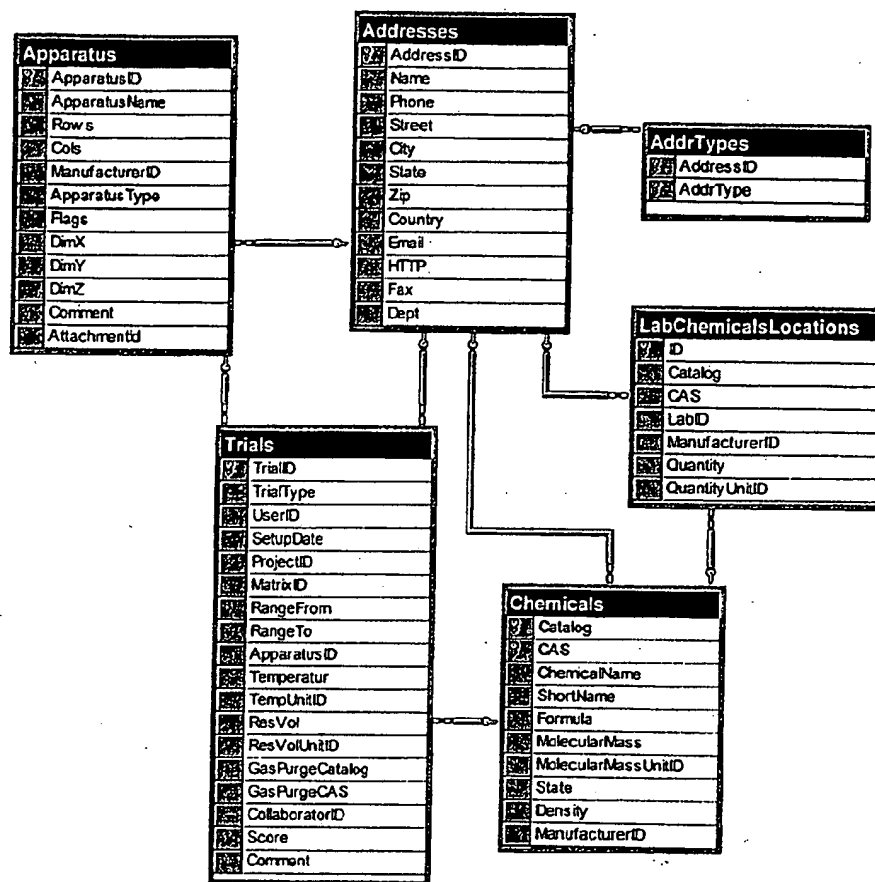 Apparatus
ApparatusID
ApparatusName
Rows
Cols
ManufacturerID
ApparatusType
Flags
DimX
DimY
DimZ
Comment
AttachmentId
Addresses
AddressID
Name
Phone
Street
City
State
Zip
Country
Email
HTTP
Fax
Dept
AddrTypes
AddressID
AddrType
LabChemicalsLocations
ID
Catalog
CAS
LabID
ManufacturerID
Quantity
QuantityUnitID
Trials
TrialID
TrialType
UserID
SetupDate
ProjectID
MatrixID
RangeFrom
RangeTo
ApparatusID
Temperatur
TempUnitID
ResVol
ResVolUnitID
GasPurgeCatalog
GasPurgeCAS
CollaboratorID
Score
Comment
Chemicals
Catalog
CAS
ChemicalName
ShortName
Formula
MolecularMass
MolecularMassUnitID
State
Density
ManufacturerID